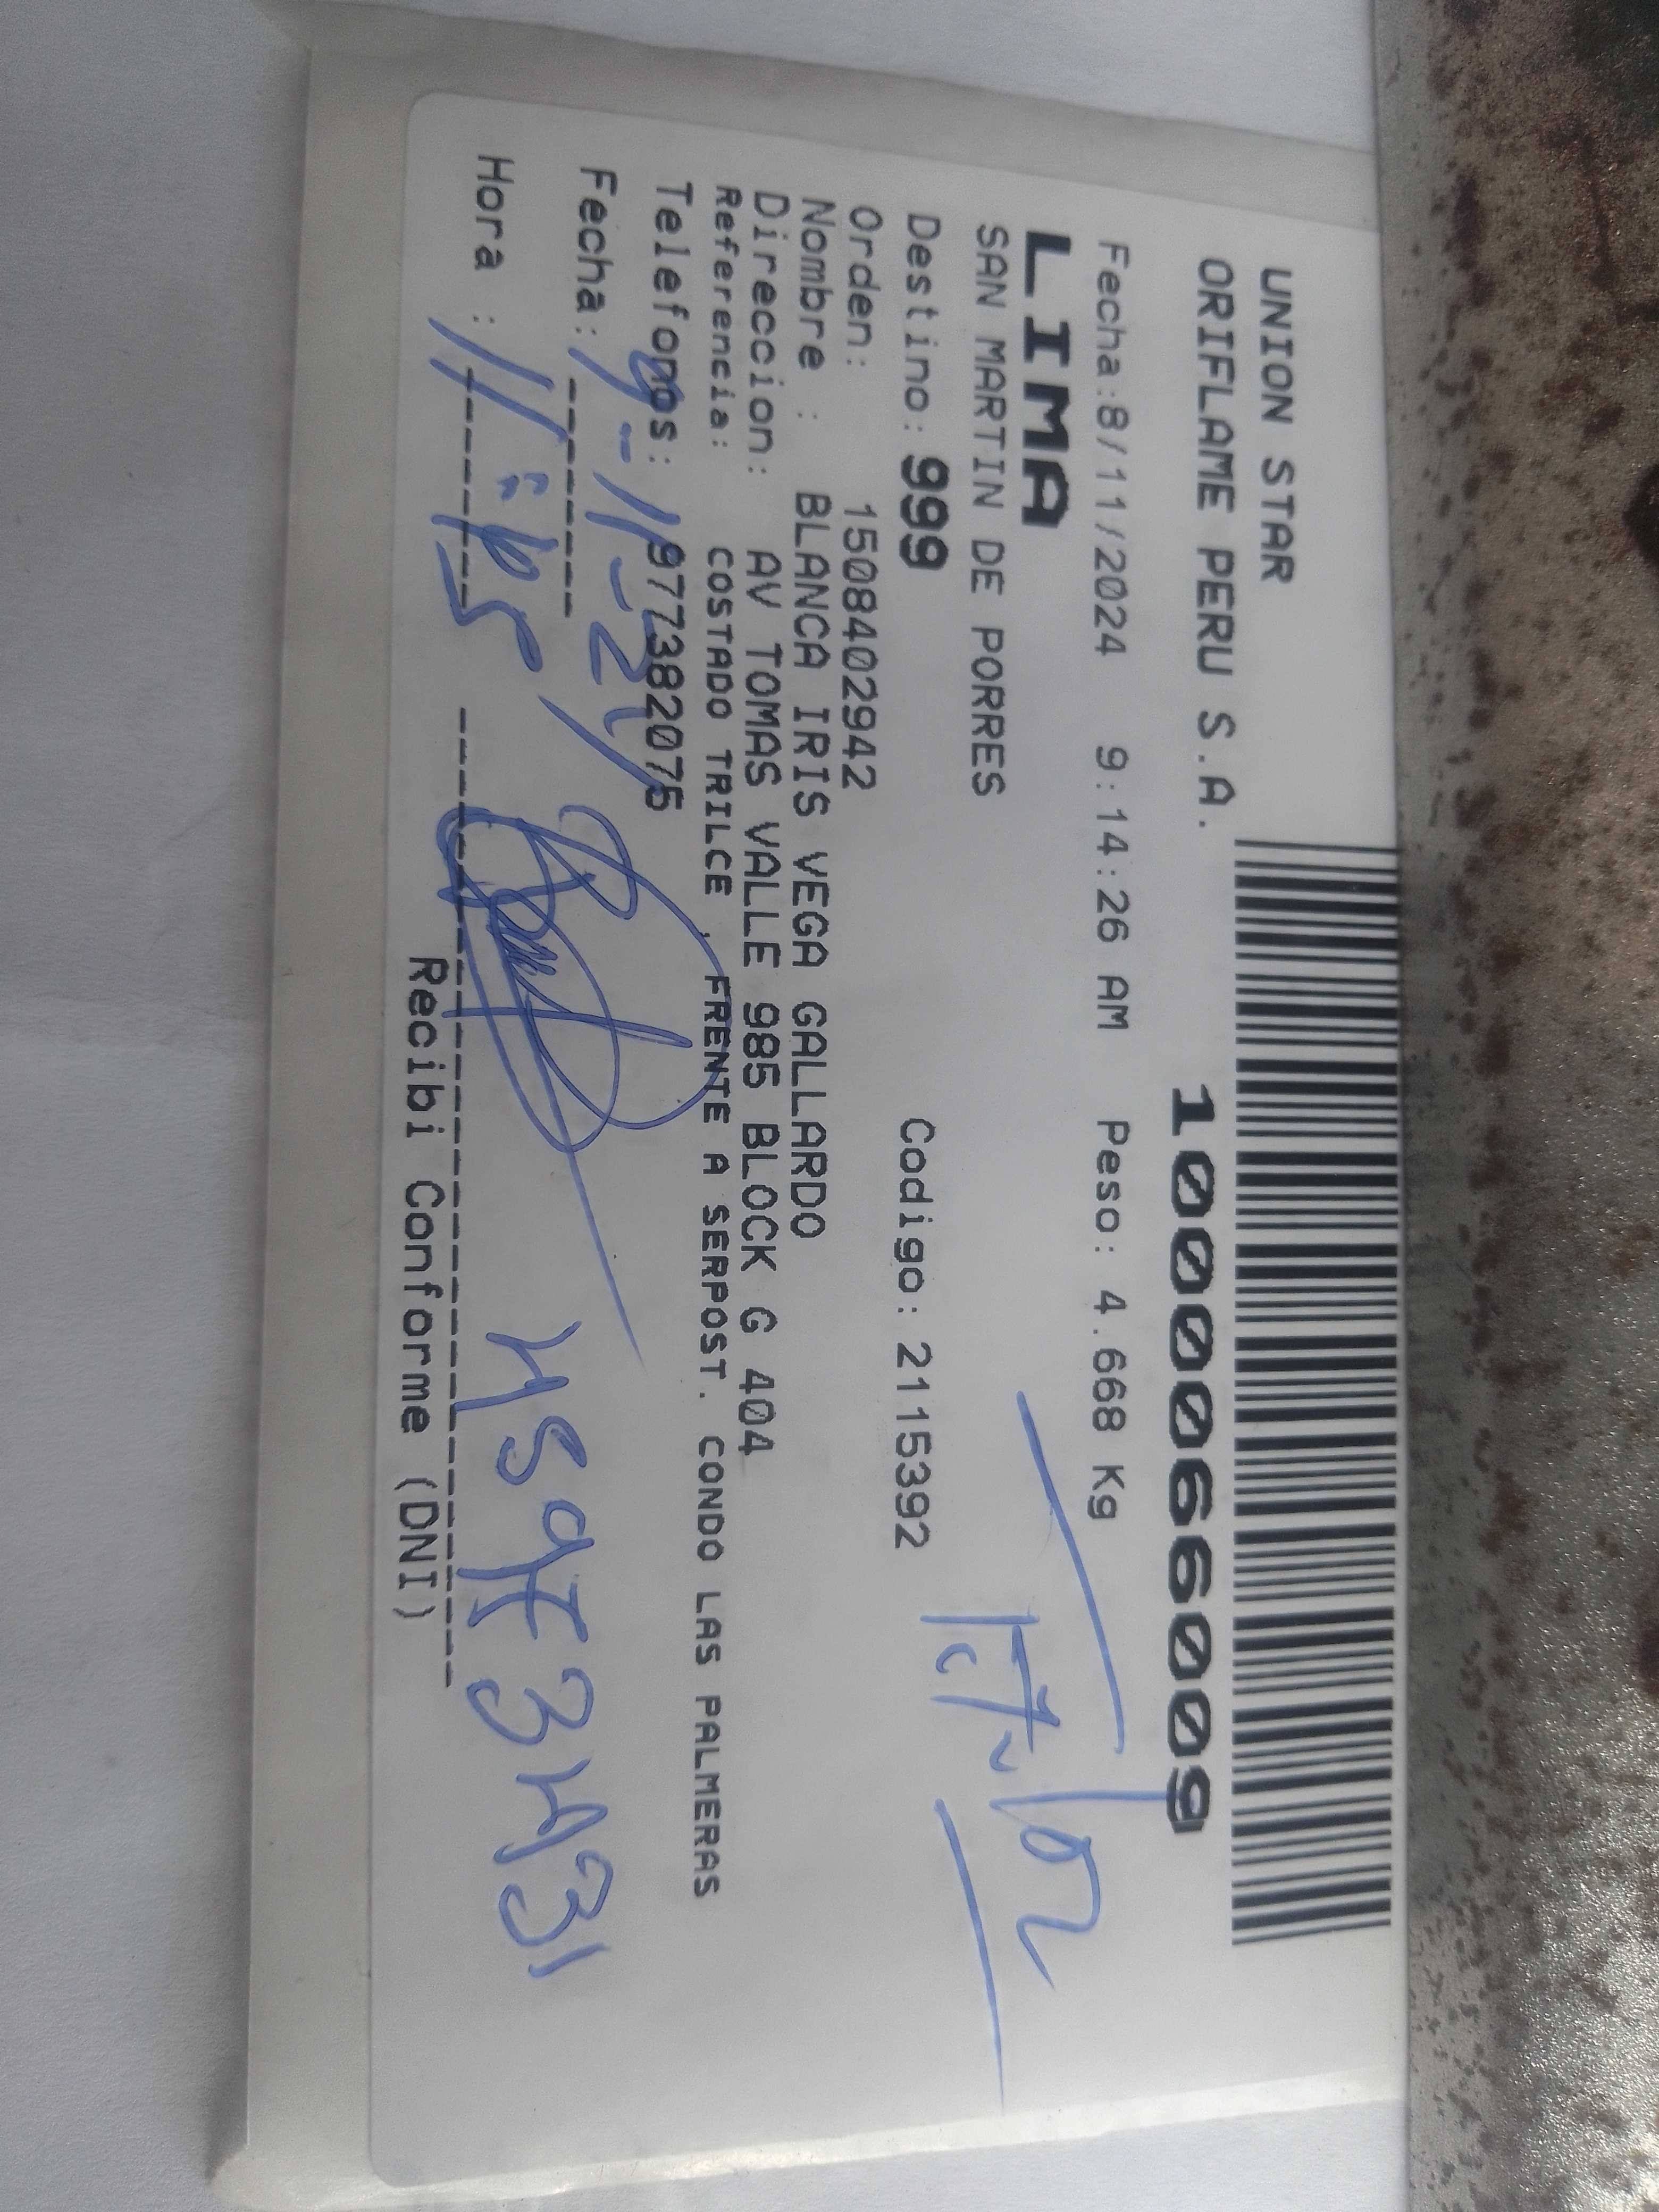 UNION STAR
ORIFLAME PERU S.A.
10000066009
Fecha:8/11/2024 9:14:26 AM Peso: 4.668 Kg
LIMA
SAN MARTIN DE PORRES
Destino: 999 Codigo: 2115392
Orden: 1508402942
Nombre : BLANCA IRIS VEGA GALLARDO
Direccion: AV TOMAS VALLE 985 BLOCK G 404
Referencia: COSTADO TRILCE , FRENTE A SERPOST. CONDO LAS PALMERAS
Telefonos: 977382075
Fecha: 9-11-24
Hora :
Recibi Conforme (DNI)